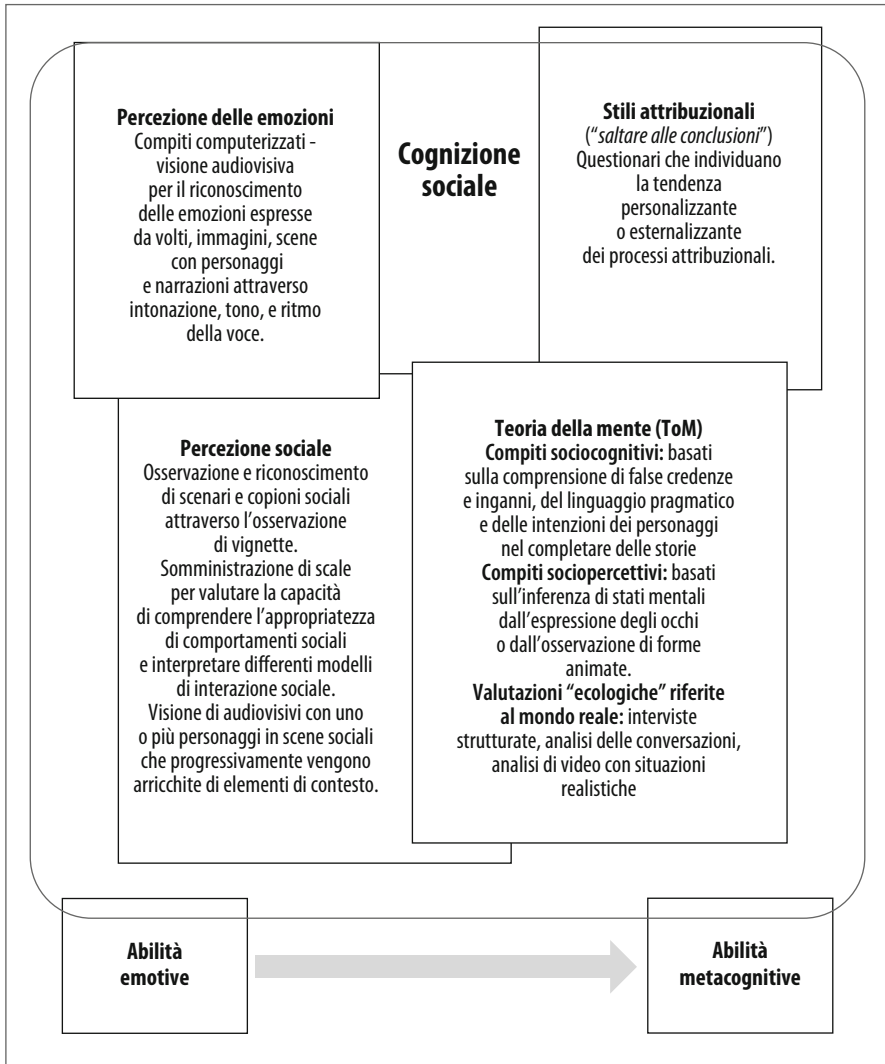 Percezione delle emozioni
Compiti computerizzati -
visione audiovisiva
per il riconoscimento
delle emozioni espresse
da volti, immagini, scene
con personaggi
e narrazioni attraverso
intonazione, tono, e ritmo
della voce.
Cognizione
sociale
Stili attribuzionali
(“saltare alle conclusioni”)
Questionari che individuano
la tendenza
personalizzante
o esternalizzante
dei processi attribuzionali.
Percezione sociale
Osservazione e riconoscimento
di scenari e copioni sociali
attraverso l’osservazione
di vignette.
Somministrazione di scale
per valutare la capacità
di comprendere l’appropriatezza
di comportamenti sociali
e interpretare differenti modelli
di interazione sociale.
Visione di audiovisivi con uno
o più personaggi in scene sociali
che progressivamente vengono
arricchite di elementi di contesto.
Teoria della mente (ToM)
Compiti sociocognitivi: basati
sulla comprensione di false credenze
e inganni, del linguaggio pragmatico
e delle intenzioni dei personaggi
nel completare delle storie
Compiti sociopercettivi: basati
sull’inferenza di stati mentali
dall’espressione degli occhi
o dall’osservazione di forme
animate.
Valutazioni “ecologiche” riferite
al mondo reale: interviste
strutturate, analisi delle conversazioni,
analisi di video con situazioni
realistiche
Abilità
emotive
Abilità
metacognitive